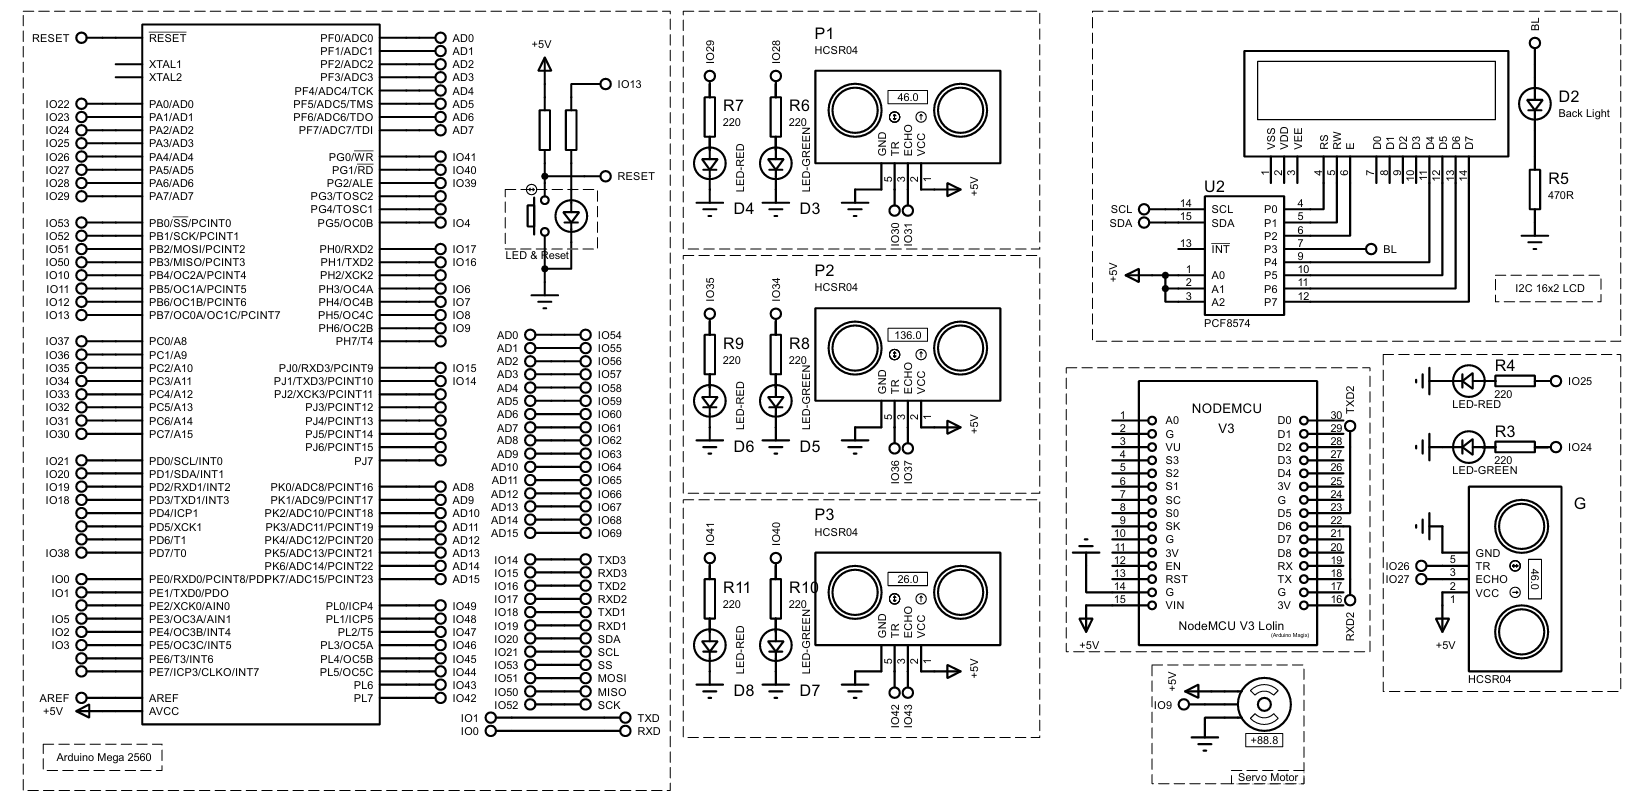 RESET
RESET
XTAL1
XTAL2
IO22 PA0/AD0
IO23 PA1/AD1
IO24 PA2/AD2
IO25 PA3/AD3
IO26 PA4/AD4
IO27 PA5/AD5
IO28 PA6/AD6
IO29 PA7/AD7
IO53 PB0/SS/PCINT0
IO52 PB1/SCK/PCINT1
IO51 PB2/MOSI/PCINT2
IO50 PB3/MISO/PCINT3
IO10 PB4/OC2A/PCINT4
IO11 PB5/OC1A/PCINT5
IO12 PB6/OC1B/PCINT6
IO13 PB7/OC0A/OC1C/PCINT7
IO37 PC0/A8
IO36 PC1/A9
IO35 PC2/A10
IO34 PC3/A11
IO33 PC4/A12
IO32 PC5/A13
IO31 PC6/A14
IO30 PC7/A15
IO21 PD0/SCL/INT0
IO20 PD1/SDA/INT1
IO19 PD2/RXD1/INT2
IO18 PD3/TXD1/INT3
PD4/ICP1
PD5/XCK1
PD6/T1
IO38 PD7/T0
IO0 PE0/RXD0/PCINT8/PD
IO1 PE1/TXD0/PDO
PE2/XCK0/AIN0
IO5 PE3/OC3A/AIN1
IO2 PE4/OC3B/INT4
IO3 PE5/OC3C/INT5
PE6/T3/INT6
PE7/ICP3/CLKO/INT7
AREF AREF
+5V AVCC
PF0/ADC0 AD0
PF1/ADC1 AD1
PF2/ADC2 AD2
PF3/ADC3 AD3
PF4/ADC4/TCK AD4
PF5/ADC5/TMS AD5
PF6/ADC6/TDO AD6
PF7/ADC7/TDI AD7
PG0/WR IO41
PG1/RD IO40
PG2/ALE IO39
PG3/TOSC2
PG4/TOSC1
PG5/OC0B IO4
PH0/RXD2 IO17
PH1/TXD2 IO16
PH2/XCK2
PH3/OC4A IO6
PH4/OC4B IO7
PH5/OC4C IO8
PH6/OC2B IO9
PH7/T4
PJ0/RXD3/PCINT9 IO15
PJ1/TXD3/PCINT10 IO14
PJ2/XCK3/PCINT11
PJ3/PCINT12
PJ4/PCINT13
PJ5/PCINT14
PJ6/PCINT15
PJ7
PK0/ADC8/PCINT16 AD8
PK1/ADC9/PCINT17 AD9
PK2/ADC10/PCINT18 AD10
PK3/ADC11/PCINT19 AD11
PK4/ADC12/PCINT20 AD12
PK5/ADC13/PCINT21 AD13
PK6/ADC14/PCINT22 AD14
PK7/ADC15/PCINT23 AD15
PL0/ICP4 IO49
PL1/ICP5 IO48
PL2/T5 IO47
PL3/OC5A IO46
PL4/OC5B IO45
PL5/OC5C IO44
PL6 IO43
PL7 IO42
Arduino Mega 2560
+5V
IO13
RESET
LED & Reset
AD0 IO54
AD1 IO55
AD2 IO56
AD3 IO57
AD4 IO58
AD5 IO59
AD6 IO60
AD7 IO61
AD8 IO62
AD9 IO63
AD10 IO64
AD11 IO65
AD12 IO66
AD13 IO67
AD14 IO68
AD15 IO69
IO14 TXD3
IO15 RXD3
IO16 TXD2
IO17 RXD2
IO18 TXD1
IO19 RXD1
IO20 SDA
IO21 SCL
IO53 SS
IO51 MOSI
IO50 MISO
IO52 SCK
IO1 TXD
IO0 RXD
P1
HCSR04
IO29
IO28
R7
220
R6
220
LED-RED
LED-GREEN
D4
D3
46.0
GND
TR
ECHO
VCC
5
3
2
1
+5V
IO30
IO31
P2
HCSR04
IO35
IO34
R9
220
R8
220
LED-RED
LED-GREEN
D6
D5
136.0
GND
TR
ECHO
VCC
5
3
2
1
+5V
IO36
IO37
P3
HCSR04
IO41
IO40
R11
220
R10
220
LED-RED
LED-GREEN
D8
D7
26.0
GND
TR
ECHO
VCC
5
3
2
1
+5V
IO42
IO43
BL
D2
Back Light
R5
470R
VSS VDD VEE RS RW E D0 D1 D2 D3 D4 D5 D6 D7
1 2 3 4 5 6 7 8 9 10 11 12 13 14
U2
SCL 14 SCL P0 4
SDA 15 SDA P1 5
P2 6
13 INT P3 7 BL
P4 9
+5V 1 A0 P5 10
2 A1 P6 11
3 A2 P7 12
PCF8574
I2C 16x2 LCD
NODEMCU
V3
1 A0 D0 30
2 G D1 29
3 VU D2 28
4 S3 D3 27
5 S2 D4 26
6 S1 3V 25
7 SC G 24
8 S0 D5 23
9 SK D6 22
10 G D7 21
11 3V D8 20
12 EN RX 19
13 RST TX 18
14 G G 17
15 VIN 3V 16
TXD2
RXD2
+5V
NodeMCU V3 Lolin
(Arduino Magix)
R4
IO25
220
LED-RED
R3
IO24
220
LED-GREEN
G
GND
IO26 5 TR
IO27 3 ECHO
2 VCC
1
46.0
+5V
HCSR04
+5V
IO9
+88.8
Servo Motor